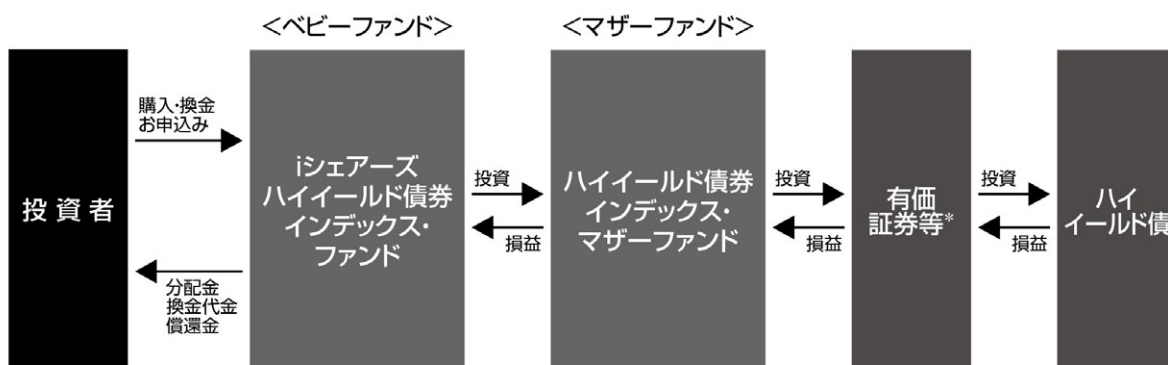 <ベビーファンド>
<マザーファンド>
投資者
購入・換金
お申込み
分配金
換金代金
償還金
iシェアーズ
ハイイールド債券
インデックス・
ファンド
投資
損益
ハイイールド債券
インデックス・
マザーファンド
投資
損益
有価
証券等*
投資
損益
ハイ
イールド債